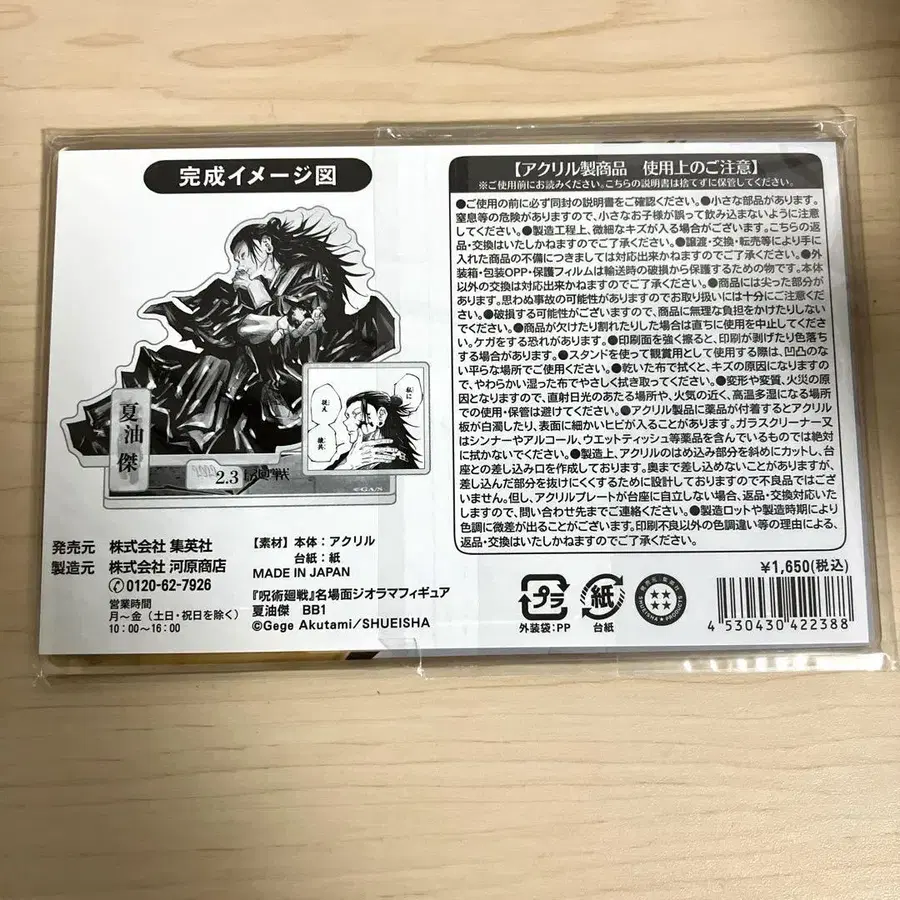 完成イメージ図
私に
従え
猿共
夏油傑
2.3
©GA/S
発売元 株式会社 集英社
製造元 株式会社 河原商店
0120-62-7926
営業時間
月～金（土日・祝日を除く）
10：00～16：00
【素材】本体：アクリル
台紙：紙
MADE IN JAPAN
『呪術廻戦』名場面ジオラマフィギュア
夏油傑 BB1
©Gege Akutami/SHUEISHA
【アクリル製商品 使用上のご注意】
※ご使用前にお読みください。こちらの説明書は捨てずに保管してください。
●ご使用の前に必ず同封の説明書をご確認ください。●小さな部品があります。
窒息等の危険がありますので、小さなお子様が誤って飲み込まないように注意
してください。●製造工程上、微細なキズが入る場合がございます。こちらの返
品・交換はいたしかねますのでご了承ください。●譲渡・交換・転売等により手に
入れた商品の不備につきましては対応出来かねますのでご了承ください。●外
装箱・包装OPP・保護フィルムは輸送時の破損から保護するための物です。本体
以外の交換は対応出来かねますのでご了承ください。●商品には尖った部分が
あります。思わぬ事故の可能性がありますのでお取り扱いには十分にご注意くだ
さい。●破損する可能性がございますので、商品に無理な負担をかけたりしない
でください。●商品が欠けたり割れたりした場合は直ちに使用を中止してくださ
い。ケガをする恐れがあります。●印刷面を強く擦ると、印刷が剥げたり色落ち
する場合があります。●スタンドを使って観賞用として使用する際は、凹凸のな
い平らな場所でご使用ください。●乾いた布で拭くと、キズの原因になりますの
で、やわらかい湿った布でやさしく拭き取ってください。●変形や変質、火災の原
因となりますので、直射日光のあたる場所や、火気の近く、高温多湿になる場所
での使用・保管は避けてください。●アクリル製品に薬品が付着するとアクリル
板が白濁したり、表面に細かいヒビが入ることがあります。ガラスクリーナー又
はシンナーやアルコール、ウエットティッシュ等薬品を含んでいるものでは絶対
に拭かないでください。●製造上、アクリルのはめ込み部分を斜めにカットし、台
座との差し込み口を作成しております。奥まで差し込めないことがありますが、
差し込んだ部分を抜けにくくするために設計しておりますので不良品ではござ
いません。但し、アクリルプレートが台座に自立しない場合、返品・交換対応いた
しますので、問い合わせ先までご連絡ください。●製造ロットや製造時期により
色調に微差が出ることがございます。印刷不良以外の色調違い等の理由による、
返品・交換はいたしかねますのでご了承ください。
¥1,650(税込)
プラ
外装袋：PP
紙
台紙
4 530430 422388